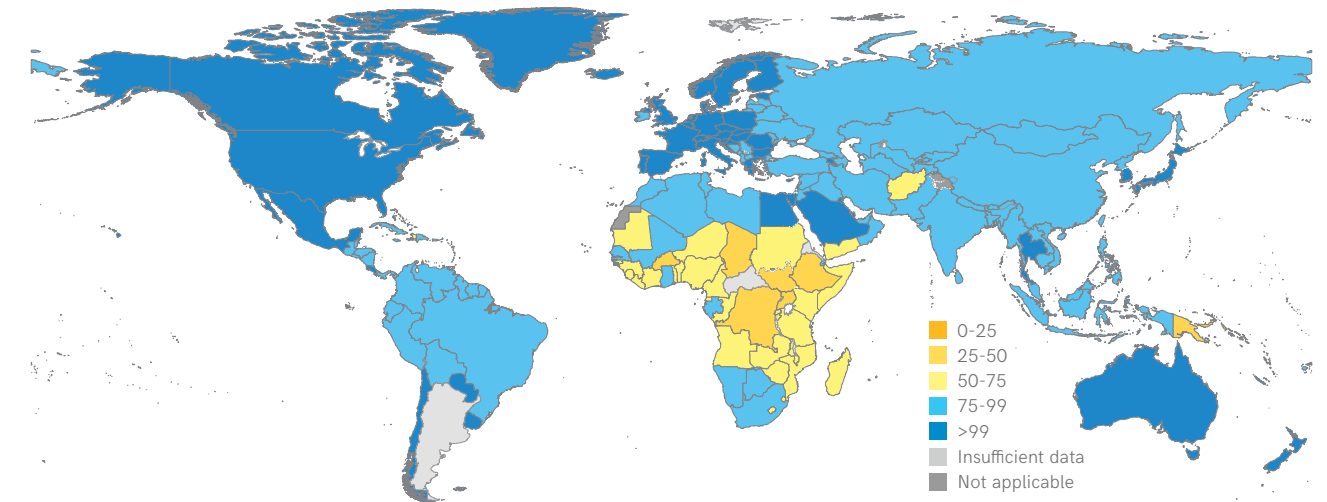 0-25
25-50
50-75
75-99
>99
Insufficient data
Not applicable